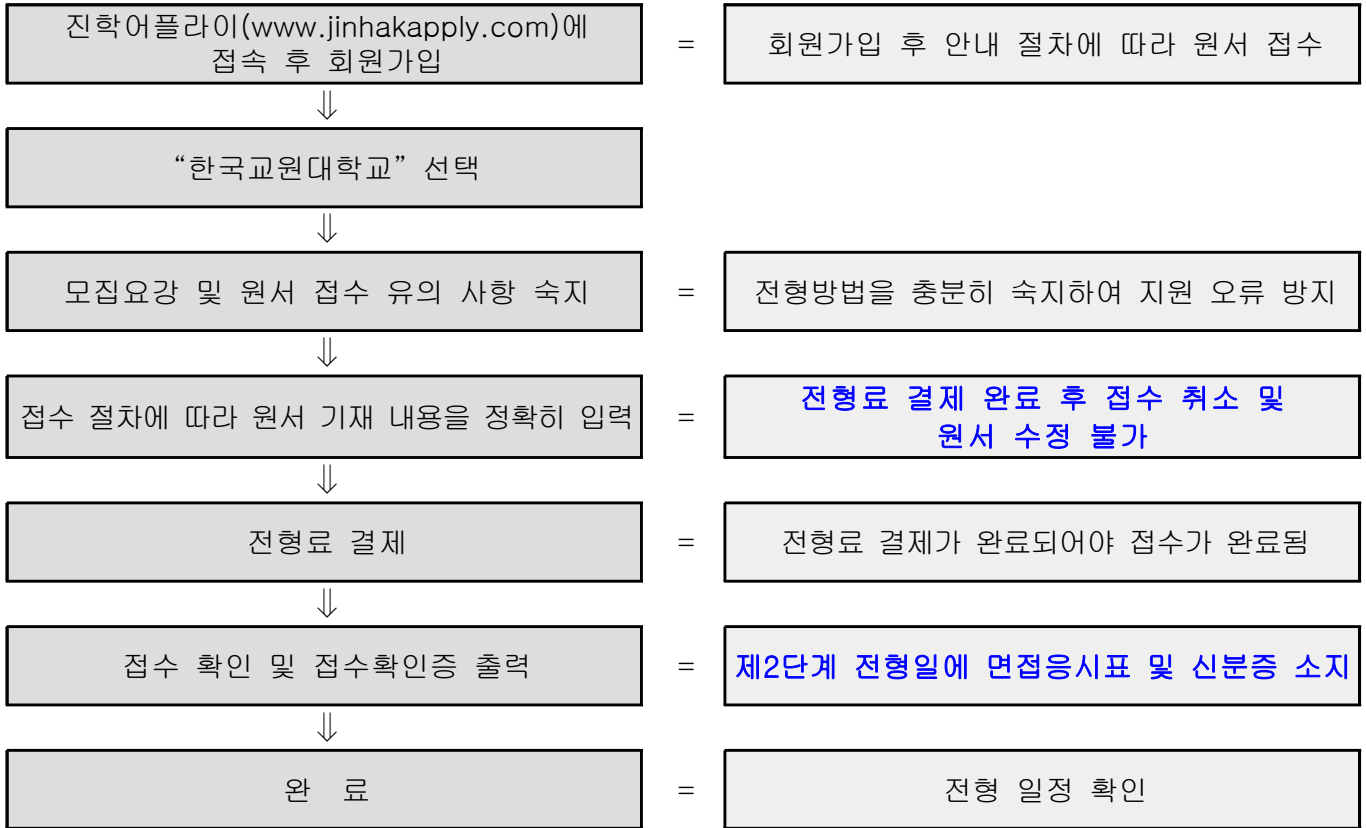 진학어플라이(www.jinhakapply.com)에
접속 후 회원가입
=
회원가입 후 안내 절차에 따라 원서 접수
⇓
“한국교원대학교” 선택
⇓
모집요강 및 원서 접수 유의 사항 숙지
=
전형방법을 충분히 숙지하여 지원 오류 방지
⇓
접수 절차에 따라 원서 기재 내용을 정확히 입력
=
전형료 결제 완료 후 접수 취소 및
원서 수정 불가
⇓
전형료 결제
=
전형료 결제가 완료되어야 접수가 완료됨
⇓
접수 확인 및 접수확인증 출력
=
제2단계 전형일에 면접응시표 및 신분증 소지
⇓
완 료
=
전형 일정 확인